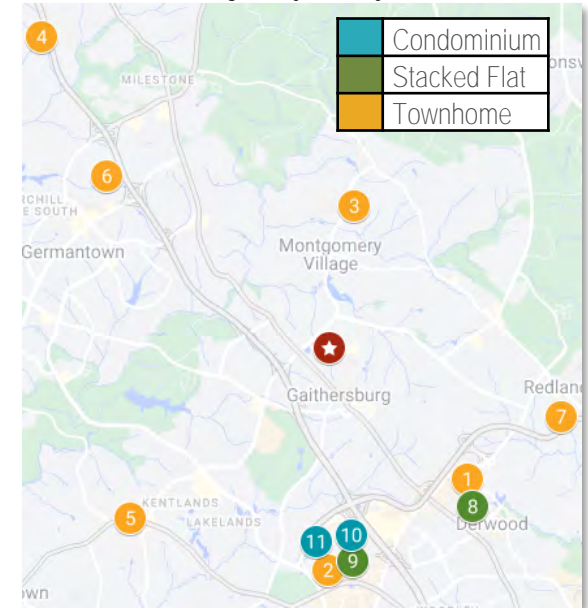 Condominium
Stacked Flat
Townhome
4
MILESTONE
6
3
SOUTH
Germantown
Montgomery
Village
Gaithersburg
7
1
8
Derwood
KENTLANDS
5
LAKELANDS
11
10
9
2